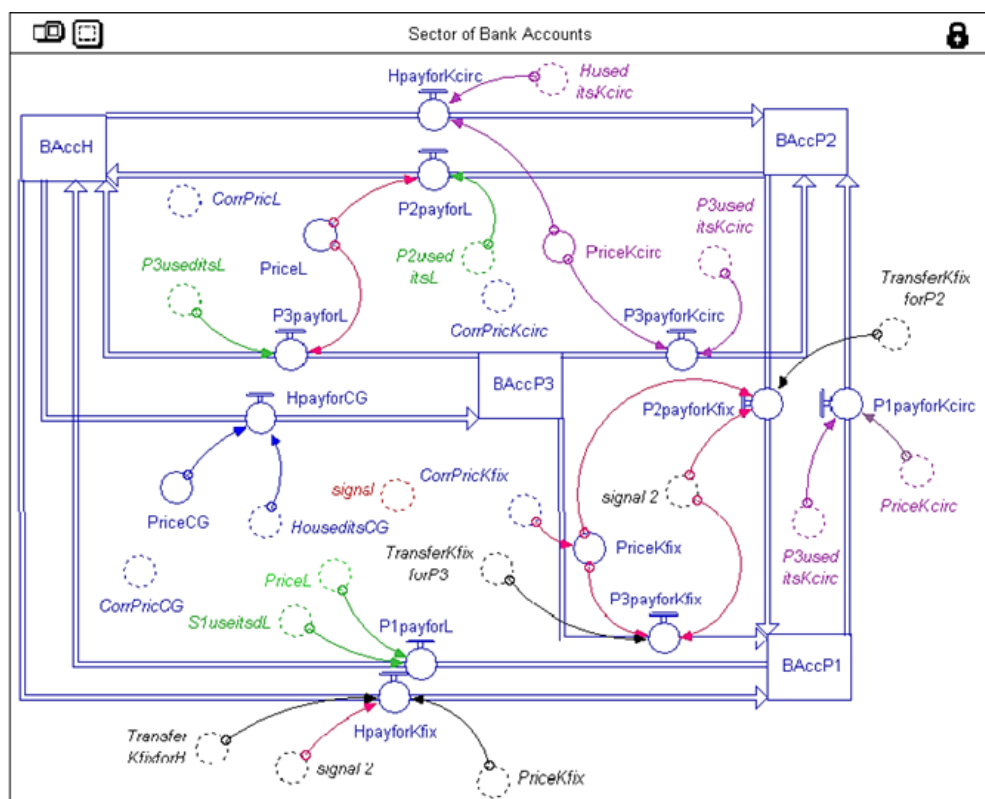 Sector of Bank Accounts
HpayforKcirc
Hused
itsKcirc
BAccH
BAccP2
CorrPricL
P2payforL
P3used
itsKcirc
P3useditsL
PriceL
P2used
itsL
PriceKcirc
TransferKfix
forP2
P3payforL
CorrPricKcirc
P3payforKcirc
BAccP3
HpayforCG
P2payforKfix
P1payforKcirc
CorrPricKfix
signal
signal 2
PriceCG
HouseditsCG
PriceKcirc
TransferKfix
forP3
PriceKfix
P3used
itsKcirc
CorrPricCG
PriceL
P3payforKfix
S1useitsdL
P1payforL
BAccP1
HpayforKfix
Transfer
KfixforH
signal 2
PriceKfix